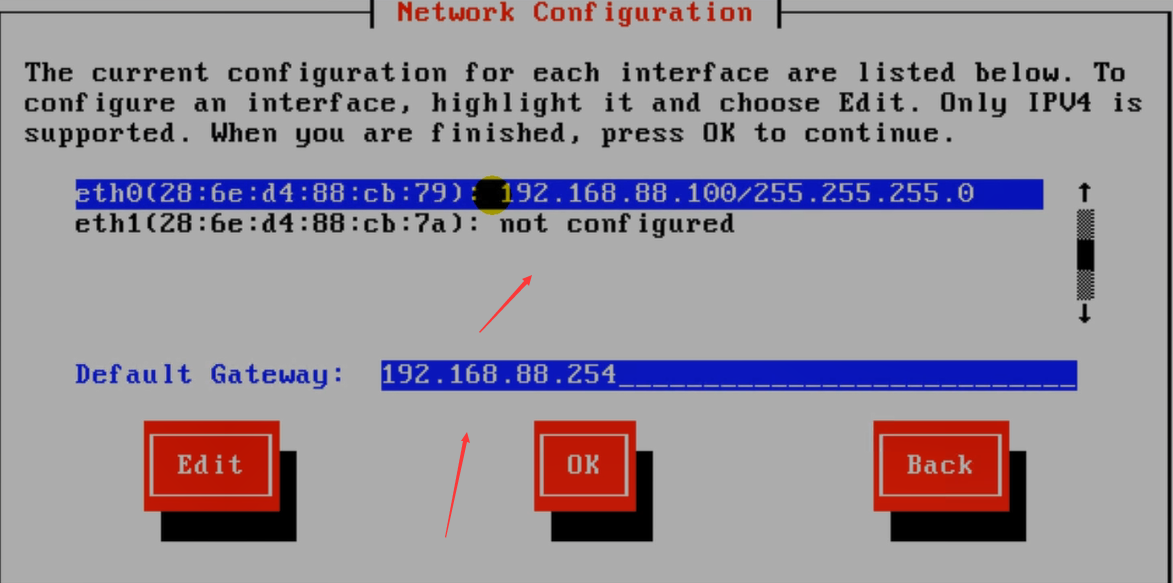 Network Configuration
The current configuration for each interface are listed below. To
configure an interface, highlight it and choose Edit. Only IPV4 is
supported. When you are finished, press OK to continue.
eth0(28:6e:d4:88:cb:79): 192.168.88.100/255.255.255.0
eth1(28:6e:d4:88:cb:7a): not configured
Default Gateway: 192.168.88.254
Edit OK Back